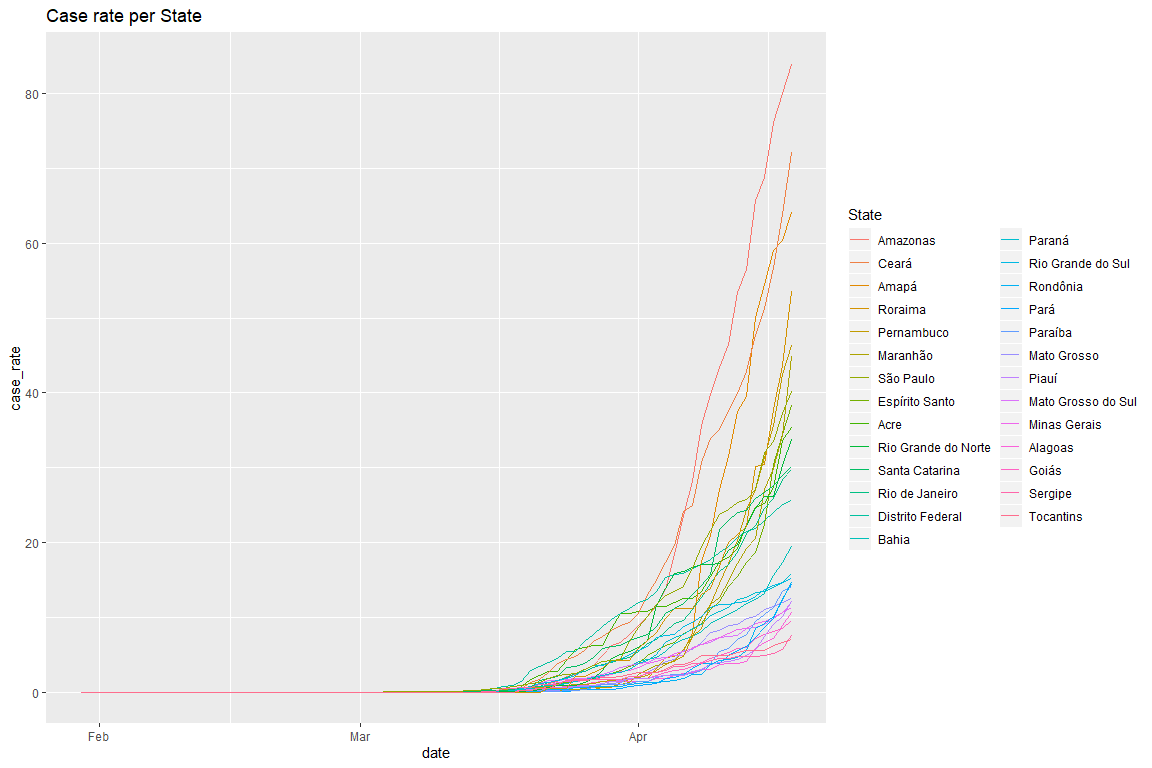 Case rate per State
case_rate
80
60
40
20
0
Feb
Mar
Apr
date
State
Amazonas
Ceará
Amapá
Roraima
Pernambuco
Maranhão
São Paulo
Espírito Santo
Acre
Rio Grande do Norte
Santa Catarina
Rio de Janeiro
Distrito Federal
Bahia
Paraná
Rio Grande do Sul
Rondônia
Pará
Paraíba
Mato Grosso
Piauí
Mato Grosso do Sul
Minas Gerais
Alagoas
Goiás
Sergipe
Tocantins